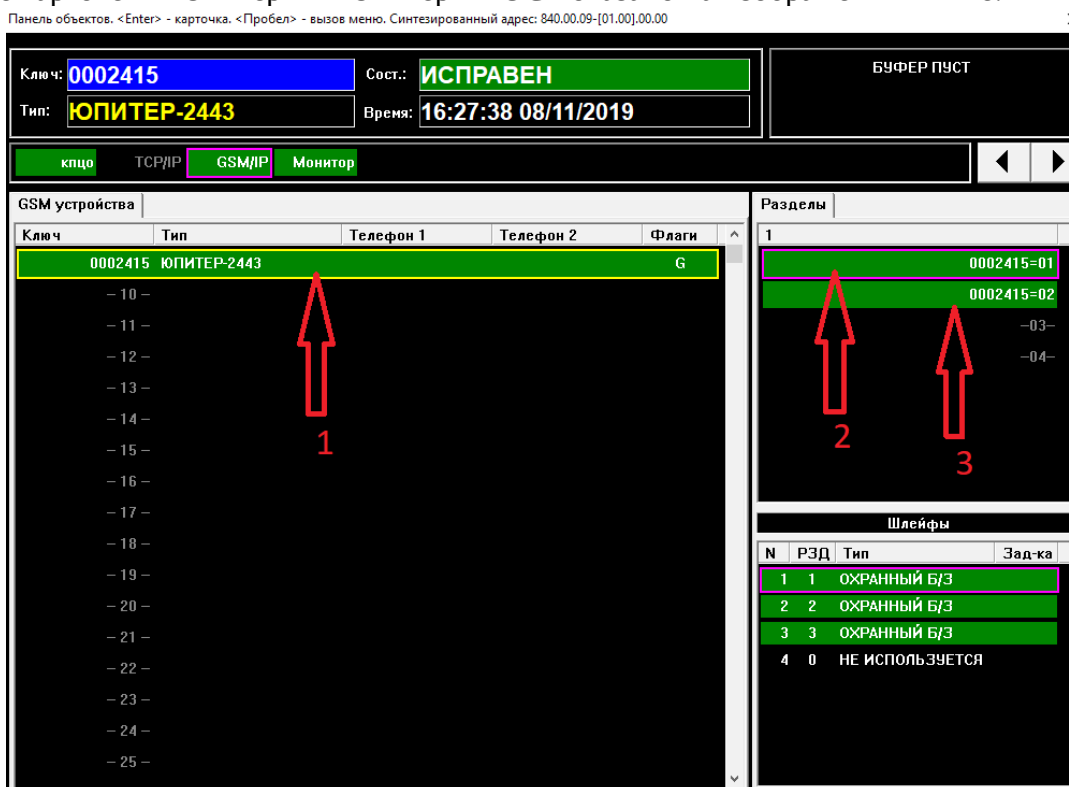 Панель объектов. <Enter> - карточка. <Пробел> - вызов меню. Синтезированный адрес: 840.00.09-[01.00].00.00
Ключ: 0002415 Сост.: ИСПРАВЕН
Тип: ЮПИТЕР-2443 Время: 16:27:38 08/11/2019
БУФЕР ПУСТ
кпцо TCP/IP GSM/IP Монитор
GSM устройства
Ключ Тип Телефон 1 Телефон 2 Флаги
0002415 ЮПИТЕР-2443 G
– 10 –
– 11 –
– 12 –
– 13 –
– 14 –
– 15 –
– 16 –
– 17 –
– 18 –
– 19 –
– 20 –
– 21 –
– 22 –
– 23 –
– 24 –
– 25 –
1
Разделы
1
0002415=01
0002415=02
–03–
–04–
2
3
Шлейфы
N РЗД Тип Зад-ка
1 1 ОХРАННЫЙ Б/З
2 2 ОХРАННЫЙ Б/З
3 3 ОХРАННЫЙ Б/З
4 0 НЕ ИСПОЛЬЗУЕТСЯ